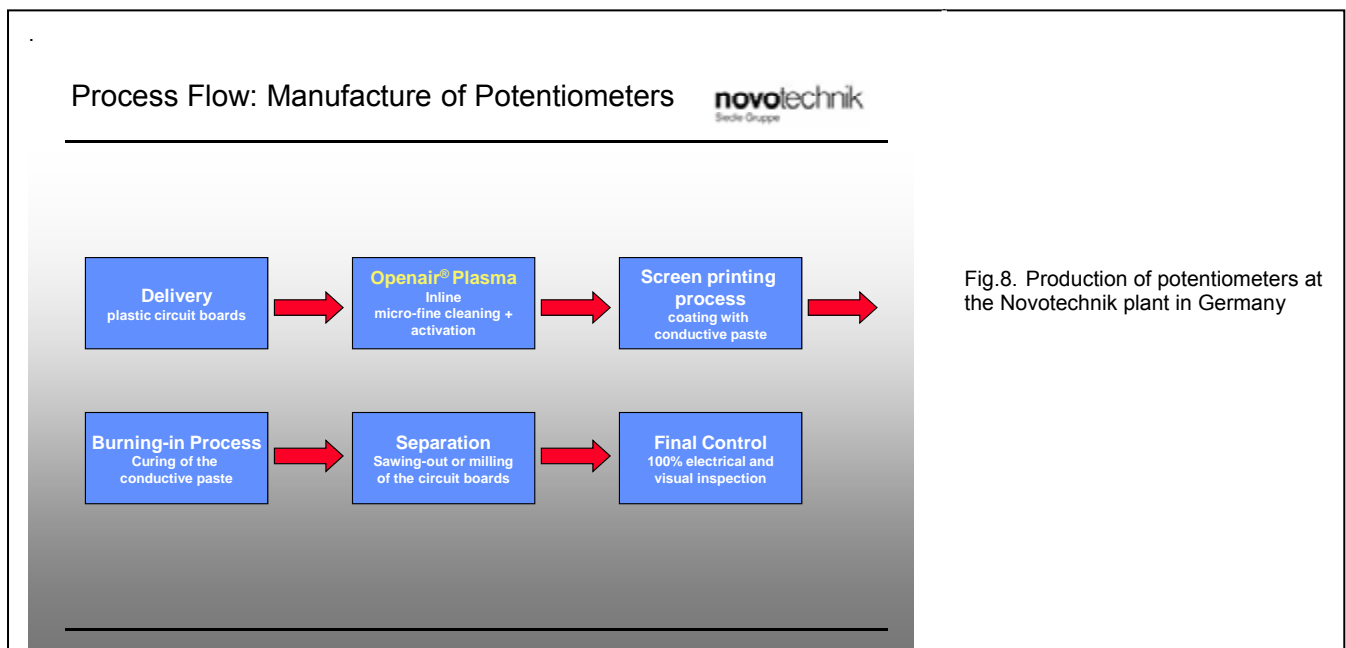 .
Process Flow: Manufacture of Potentiometers
novotechnik
Siedle Gruppe
Delivery
plastic circuit boards
Openair® Plasma
Inline
micro-fine cleaning +
activation
Screen printing
process
coating with
conductive paste
Burning-in Process
Curing of the
conductive paste
Separation
Sawing-out or milling
of the circuit boards
Final Control
100% electrical and
visual inspection
Fig.8. Production of potentiometers at
the Novotechnik plant in Germany